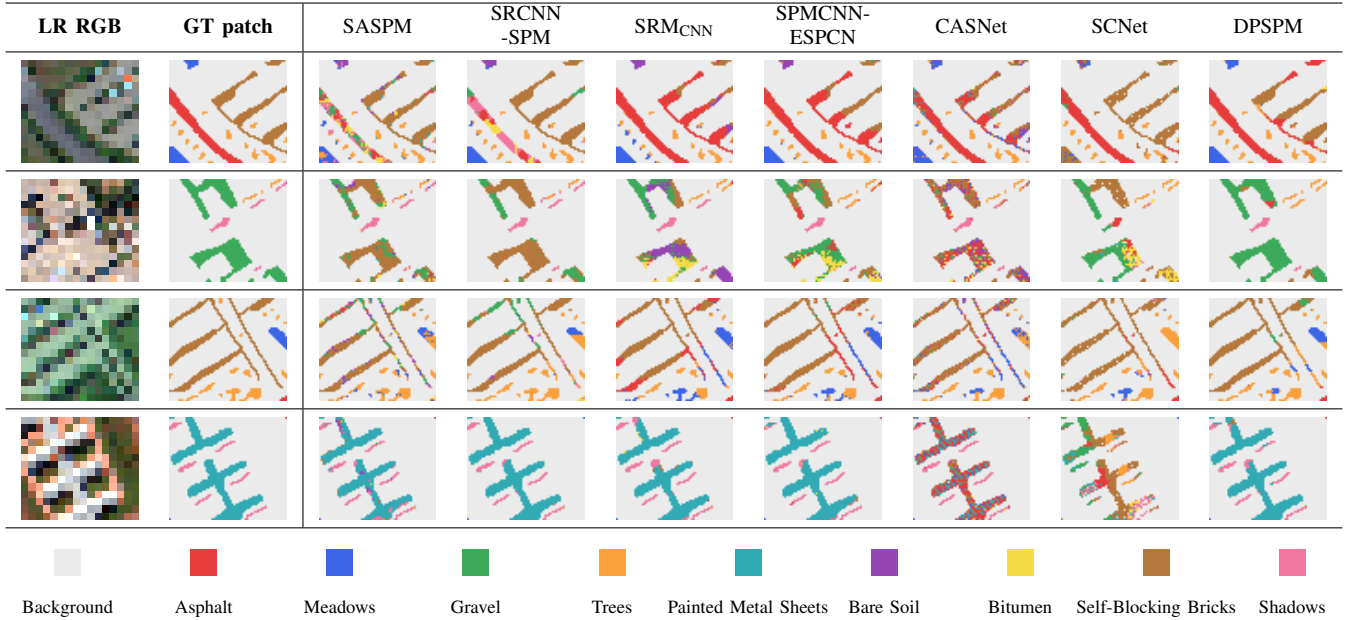 LR RGB GT patch SASPM SRCNN SRM_CNN SPMCNN- CASNet SCNet DPSPM
-SPM ESPCN
Background Asphalt Meadows Gravel Trees Painted Metal Sheets Bare Soil Bitumen Self-Blocking Bricks Shadows